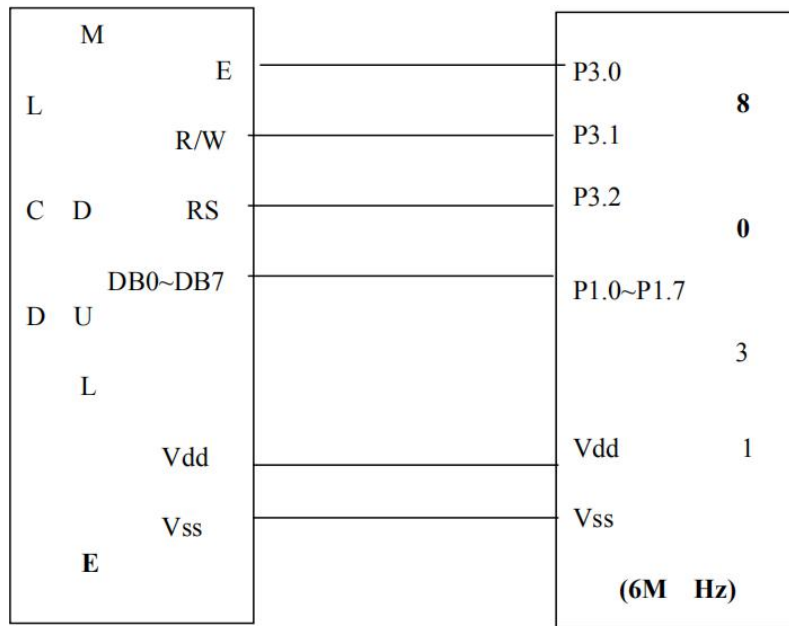 M
E P3.0
L 8
R/W P3.1
C D RS P3.2
0
DB0~DB7 P1.0~P1.7
D U
3
L
Vdd Vdd 1
Vss Vss
E
(6M Hz)